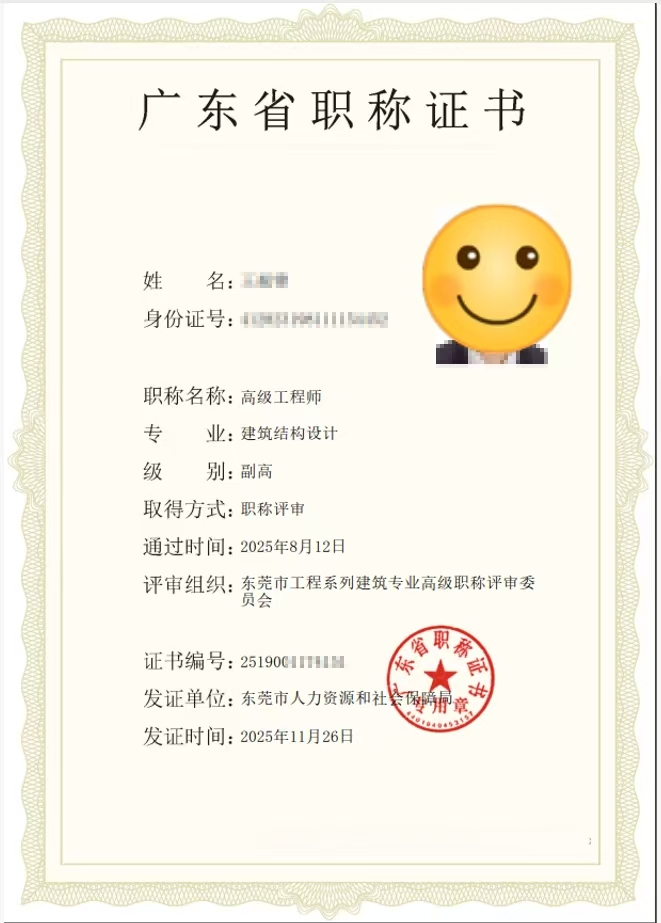 广东省职称证书
姓名：
身份证号：
职称名称：高级工程师
专业：建筑结构设计
级别：副高
取得方式：职称评审
通过时间：2025年8月12日
评审组织：东莞市工程系列建筑专业高级职称评审委
员会
证书编号：251900
发证单位：东莞市人力资源和社会保障局
发证时间：2025年11月26日
广东省职称证书
专用章